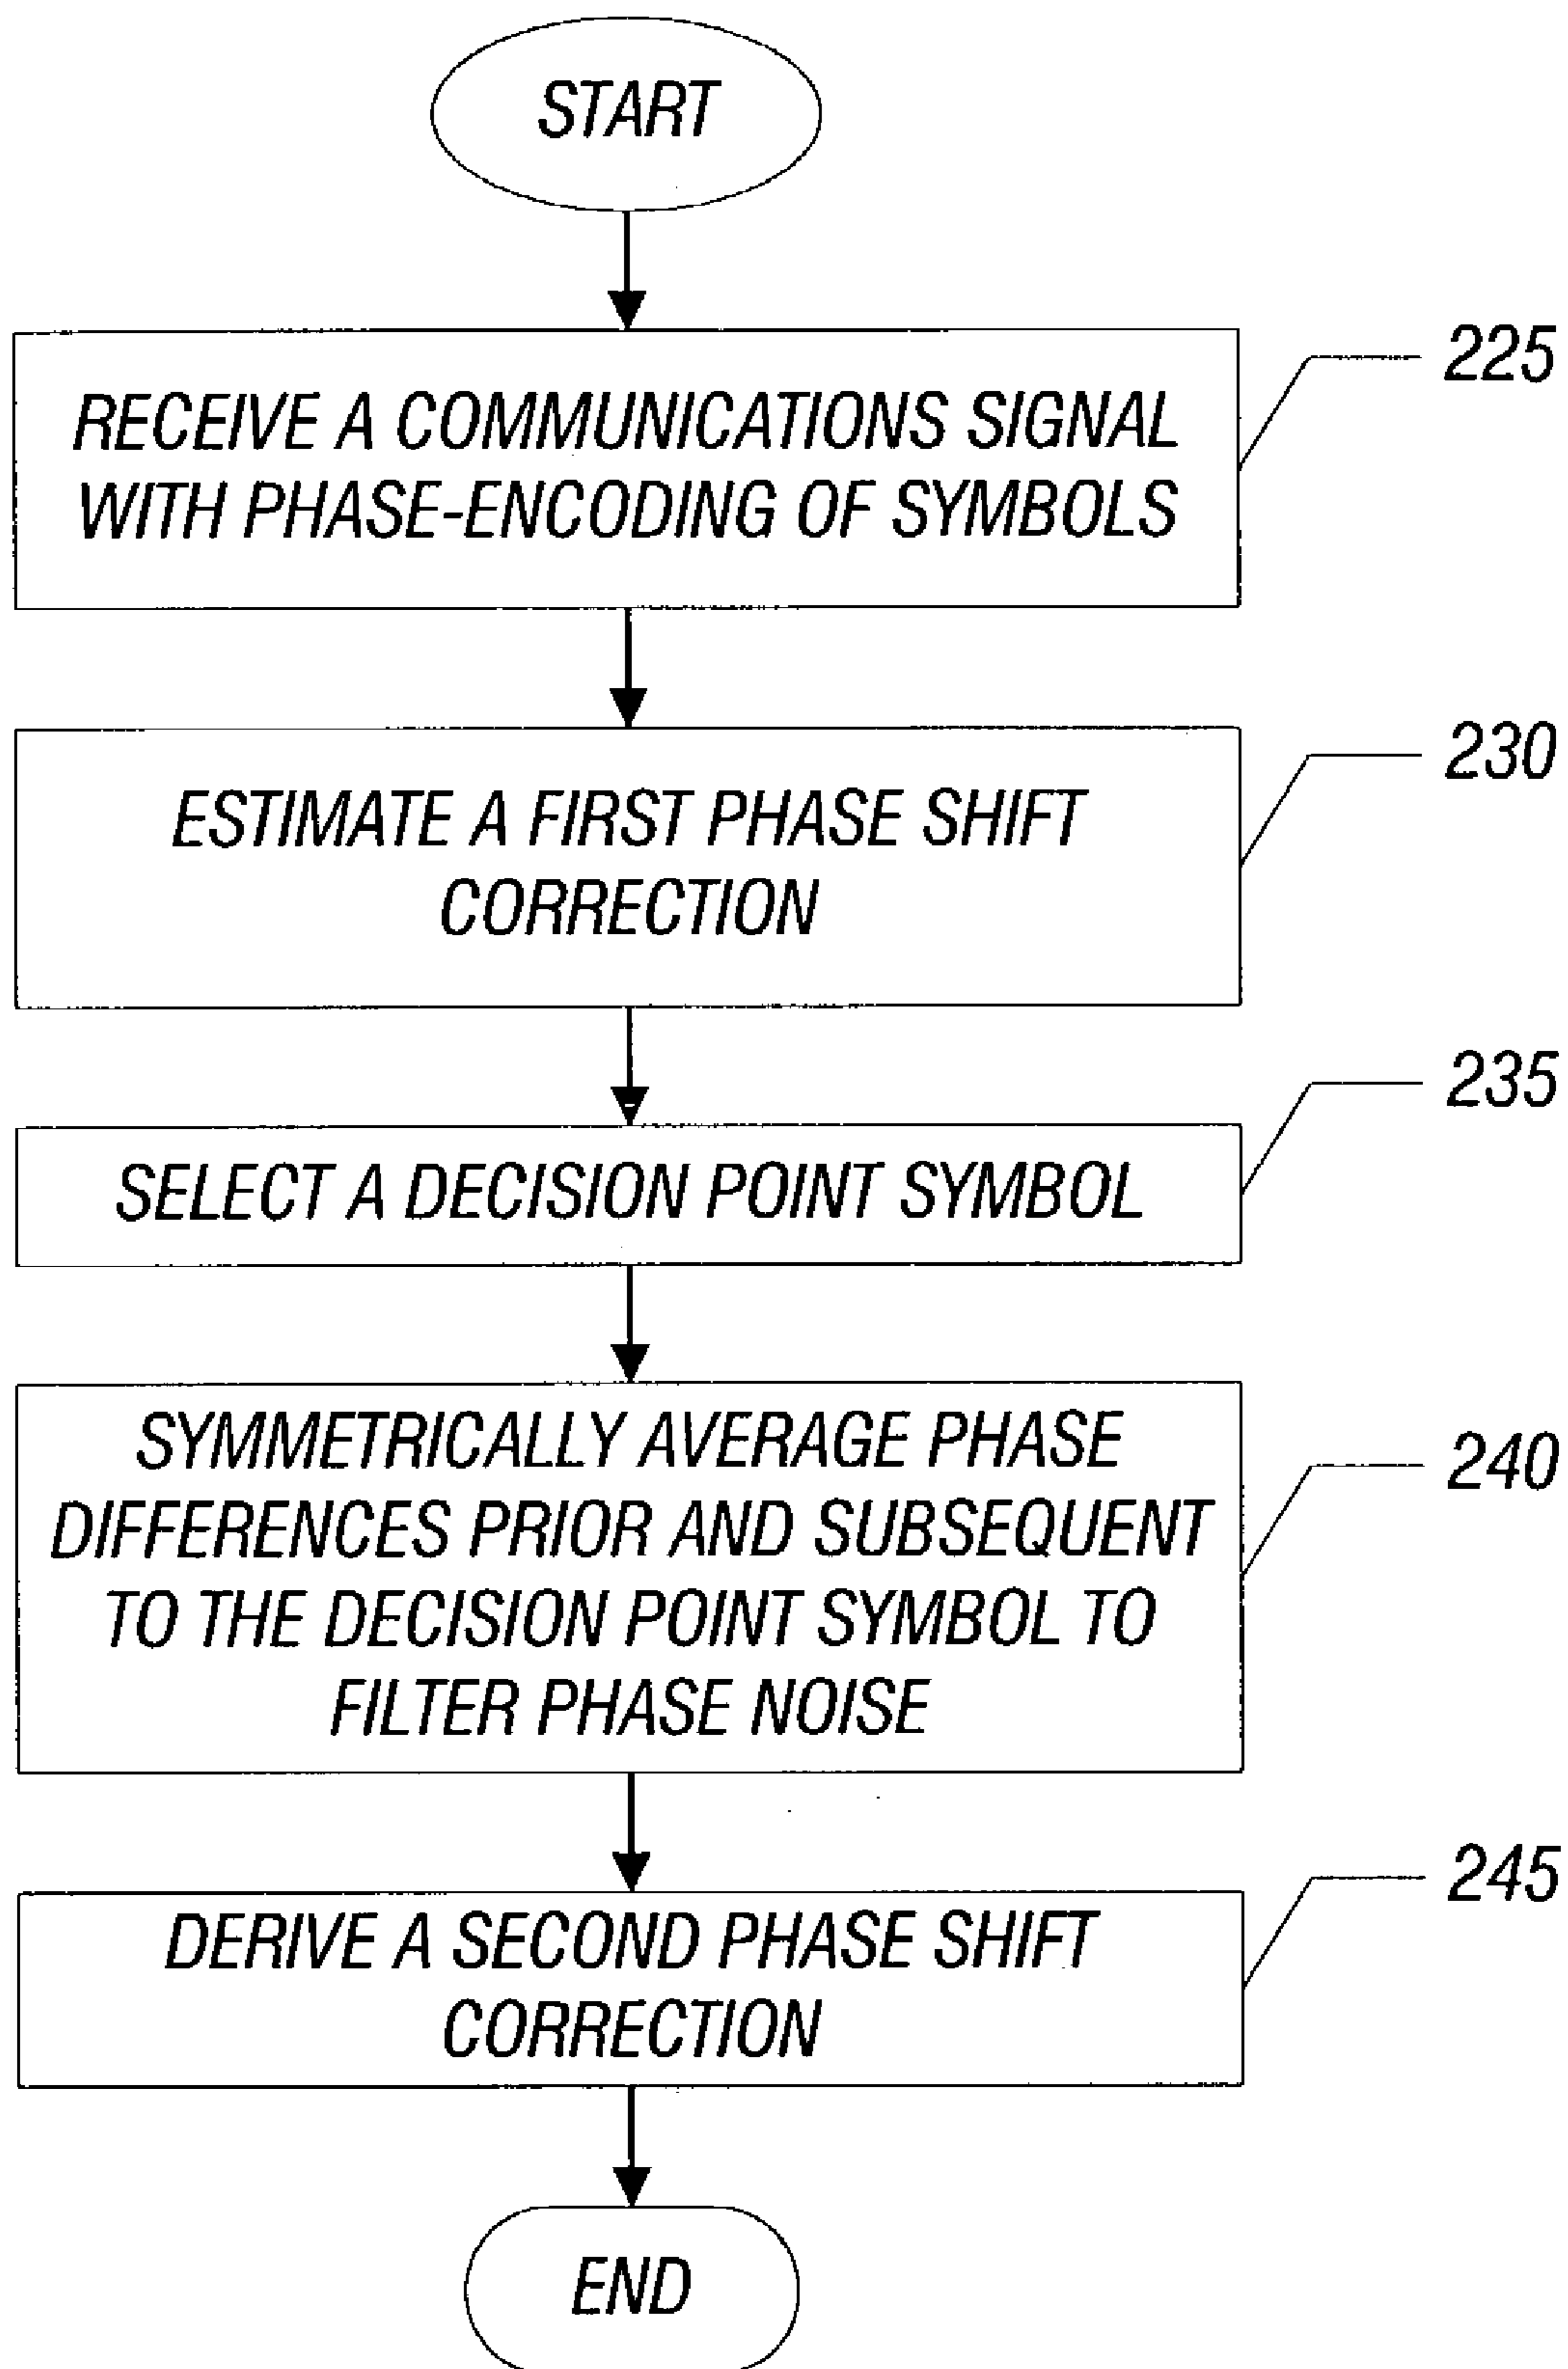 START
RECEIVE A COMMUNICATIONS SIGNAL
WITH PHASE-ENCODING OF SYMBOLS
225
ESTIMATE A FIRST PHASE SHIFT
CORRECTION
230
SELECT A DECISION POINT SYMBOL
235
SYMMETRICALLY AVERAGE PHASE
DIFFERENCES PRIOR AND SUBSEQUENT
TO THE DECISION POINT SYMBOL TO
FILTER PHASE NOISE
240
DERIVE A SECOND PHASE SHIFT
CORRECTION
245
END